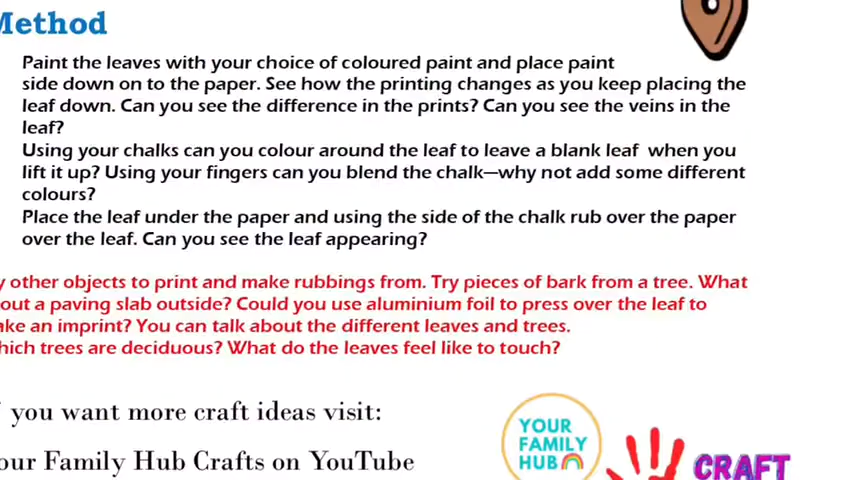 Method
Paint the leaves with your choice of coloured paint and place paint
side down on to the paper. See how the printing changes as you keep placing the
leaf down. Can you see the difference in the prints? Can you see the veins in the
leaf?
Using your chalks can you colour around the leaf to leave a blank leaf when you
lift it up? Using your fingers can you blend the chalk—why not add some different
colours?
Place the leaf under the paper and using the side of the chalk rub over the paper
over the leaf. Can you see the leaf appearing?
y other objects to print and make rubbings from. Try pieces of bark from a tree. What
out a paving slab outside? Could you use aluminium foil to press over the leaf to
ake an imprint? You can talk about the different leaves and trees.
hich trees are deciduous? What do the leaves feel like to touch?
you want more craft ideas visit:
our Family Hub Crafts on YouTube
YOUR
FAMILY
HUB
CRAFT